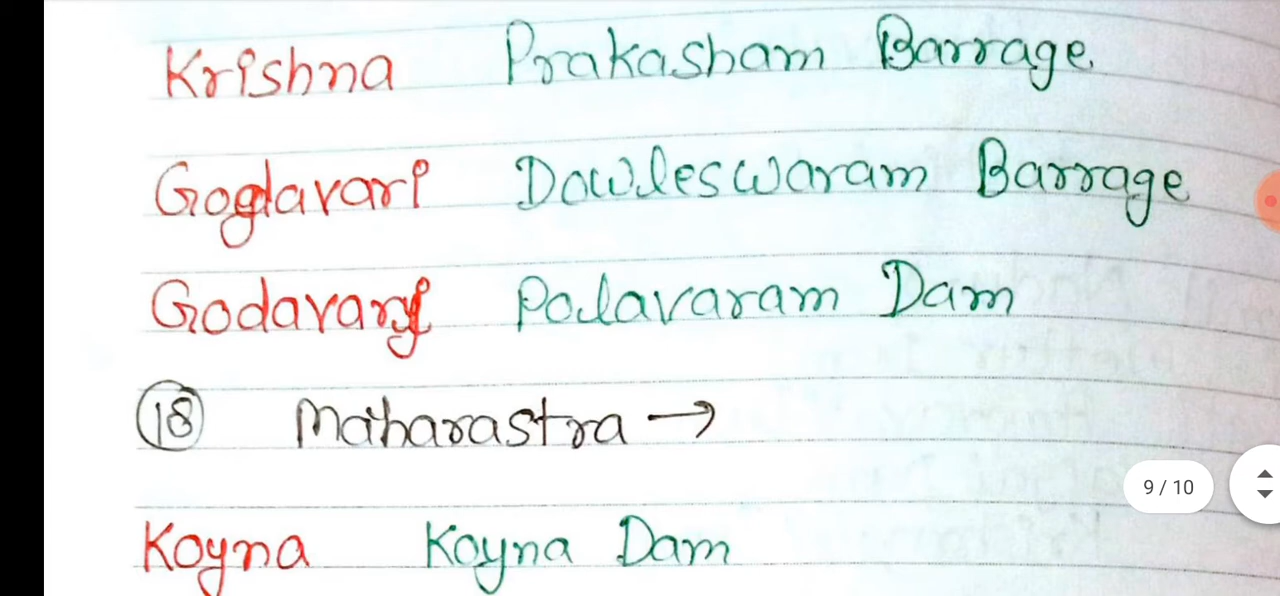 Krishna Prakasham Barrage.
Godavari Dowleswaram Barrage
Godavari Polavaram Dam
18 Maharastra →
9 / 10
Koyna Koyna Dam